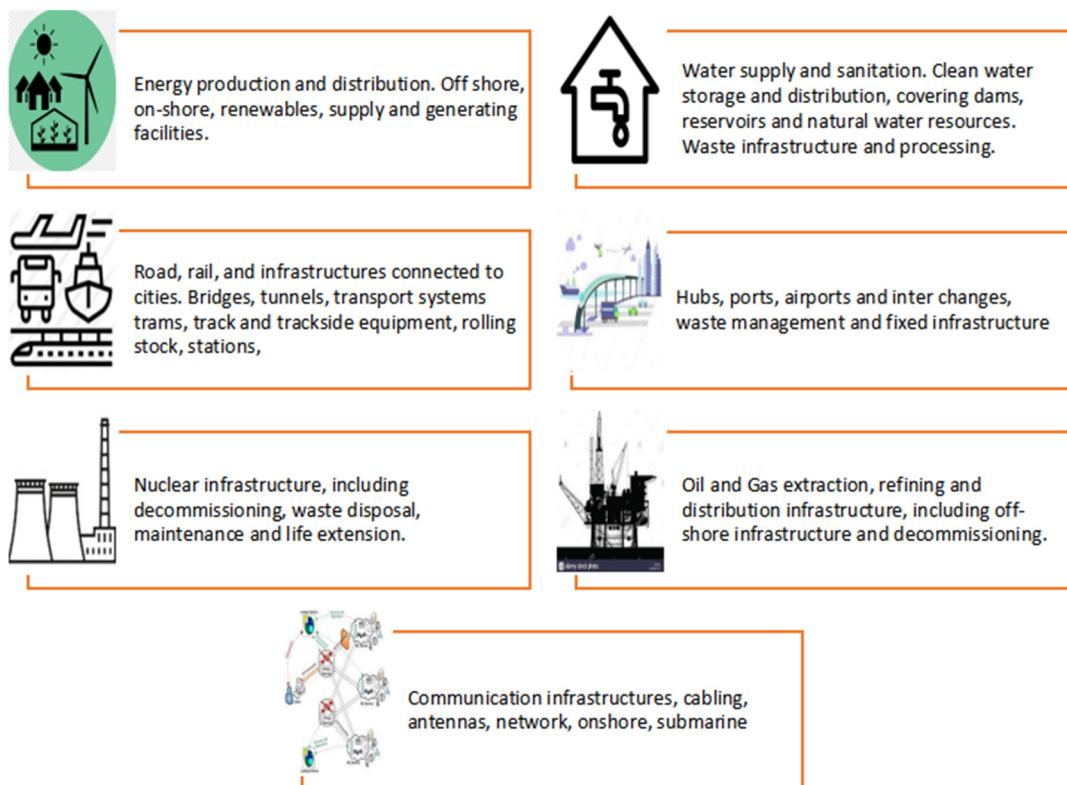 Energy production and distribution. Off shore,
on-shore, renewables, supply and generating
facilities.
Water supply and sanitation. Clean water
storage and distribution, covering dams,
reservoirs and natural water resources.
Waste infrastructure and processing.
Road, rail, and infrastructures connected to
cities. Bridges, tunnels, transport systems
trams, track and trackside equipment, rolling
stock, stations,
Hubs, ports, airports and inter changes,
waste management and fixed infrastructure
Nuclear infrastructure, including
decommissioning, waste disposal,
maintenance and life extension.
Oil and Gas extraction, refining and
distribution infrastructure, including off-
shore infrastructure and decommissioning.
Communication infrastructures, cabling,
antennas, network, onshore, submarine